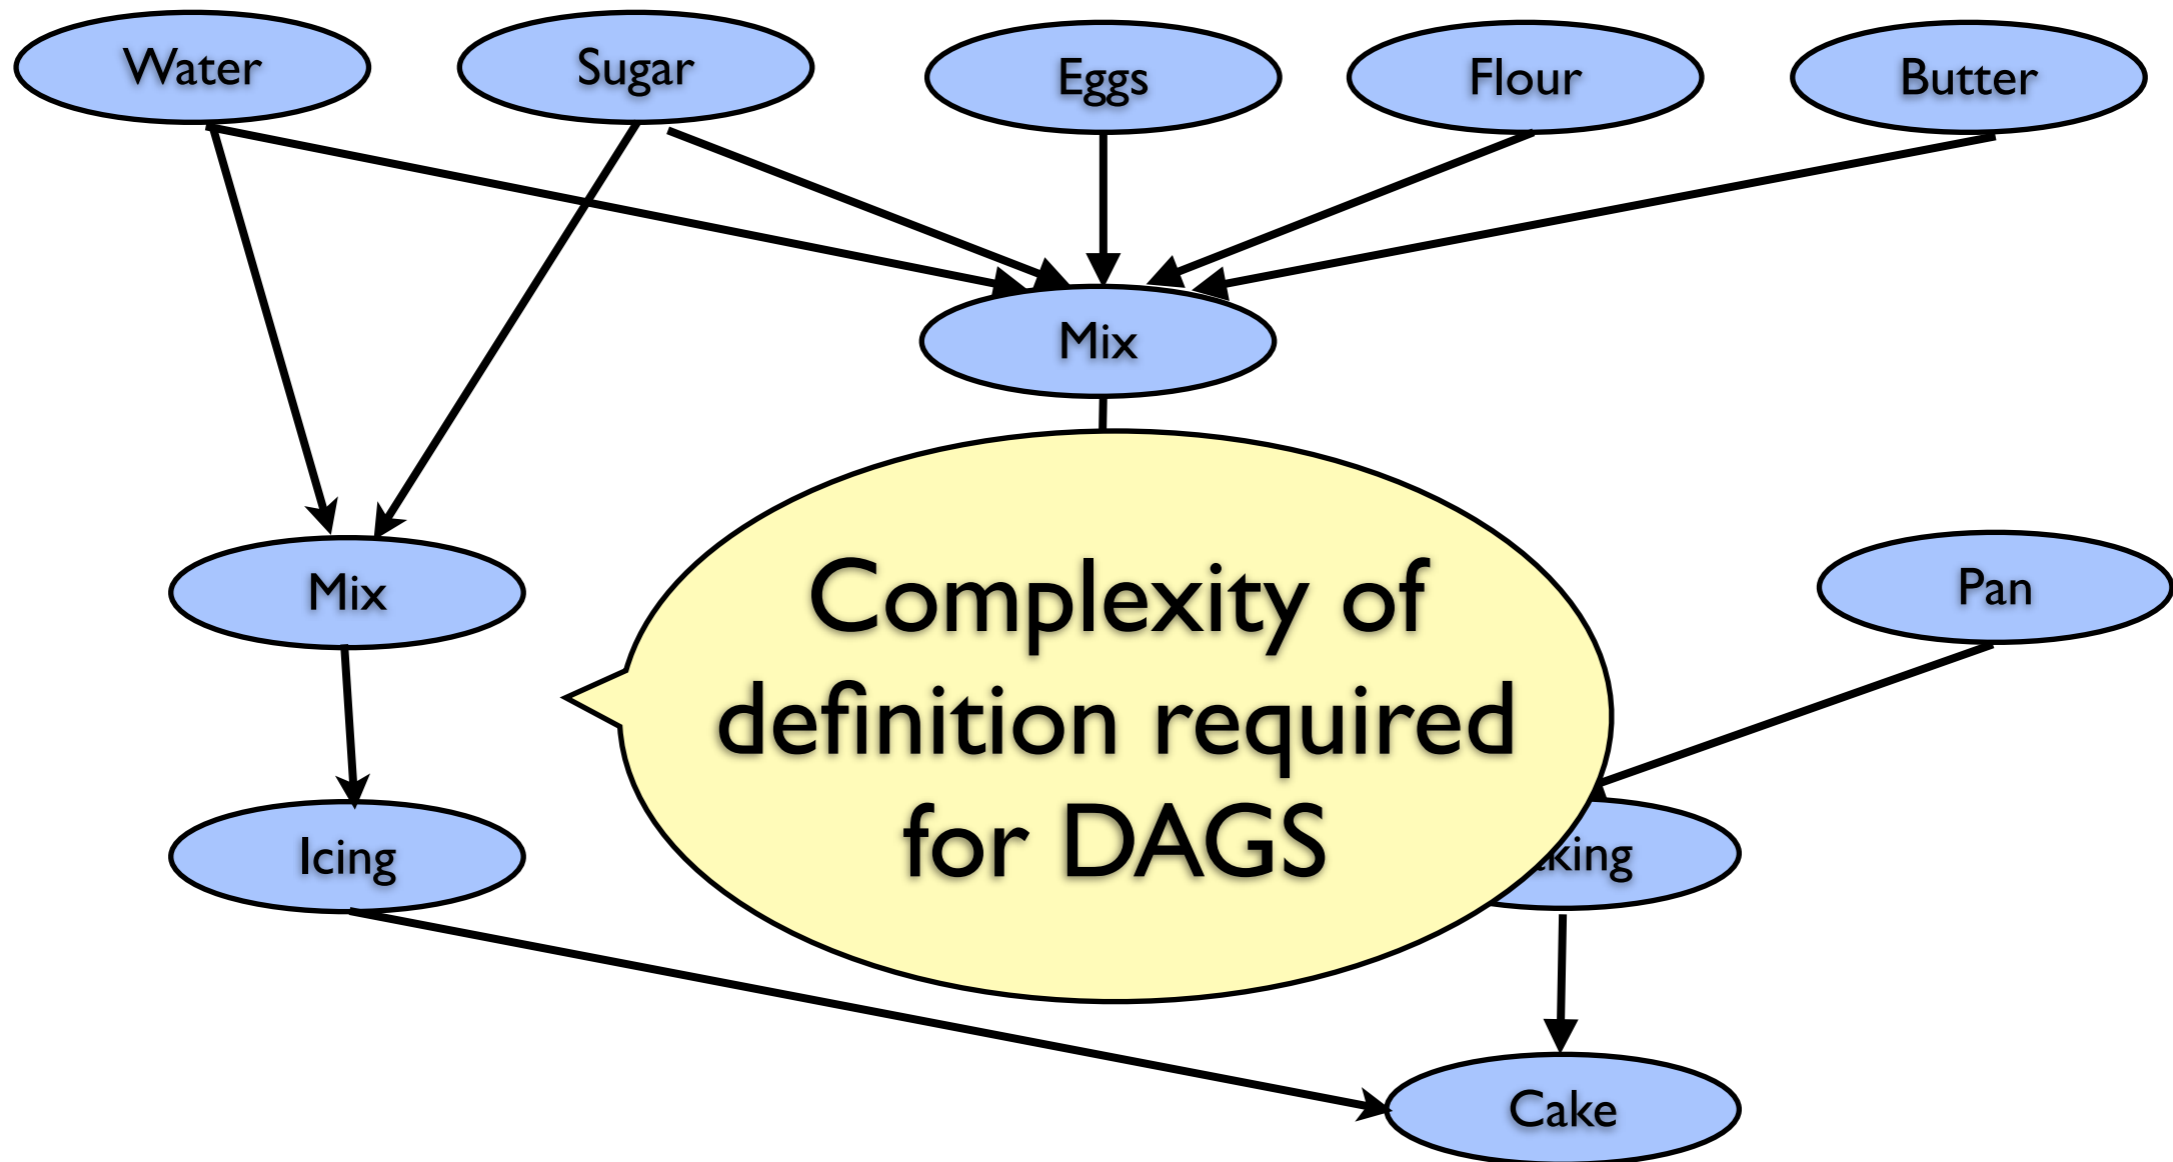 Water
Sugar
Eggs
Flour
Butter
Mix
Mix
Complexity of
definition required
for DAGS
Pan
Icing
Cake